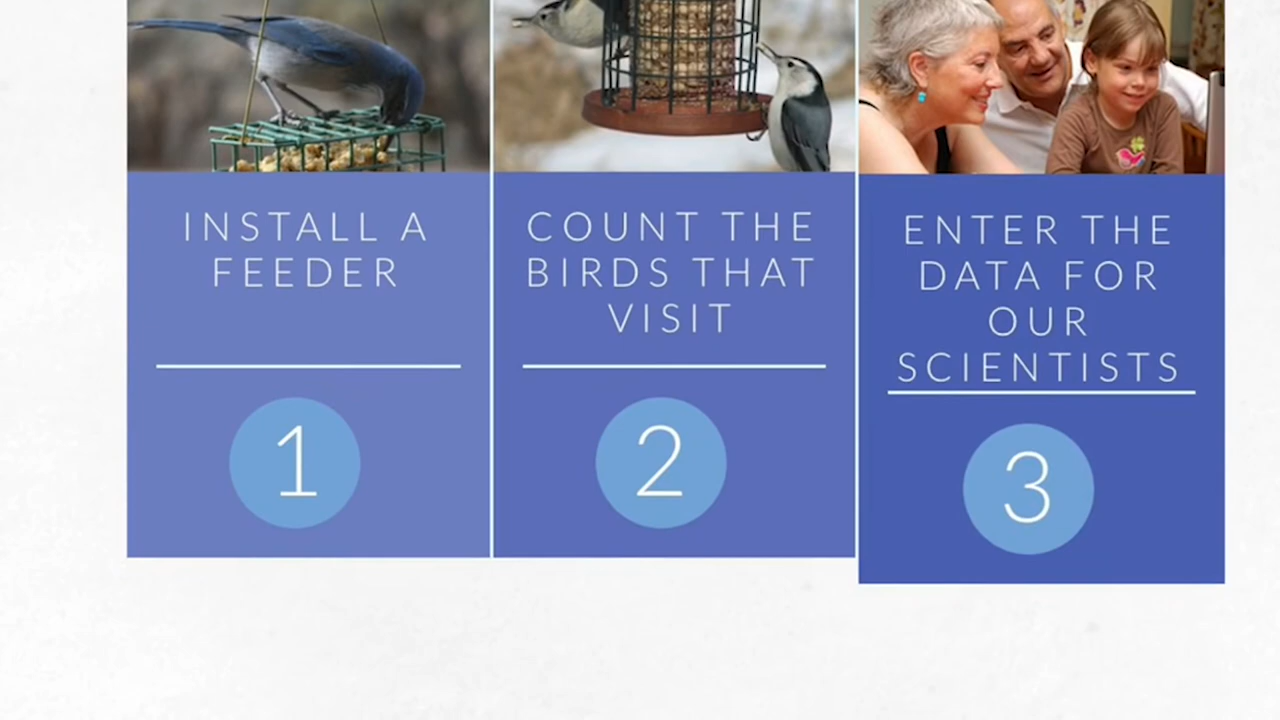 INSTALL A
FEEDER
1
COUNT THE
BIRDS THAT
VISIT
2
ENTER THE
DATA FOR
OUR
SCIENTISTS
3